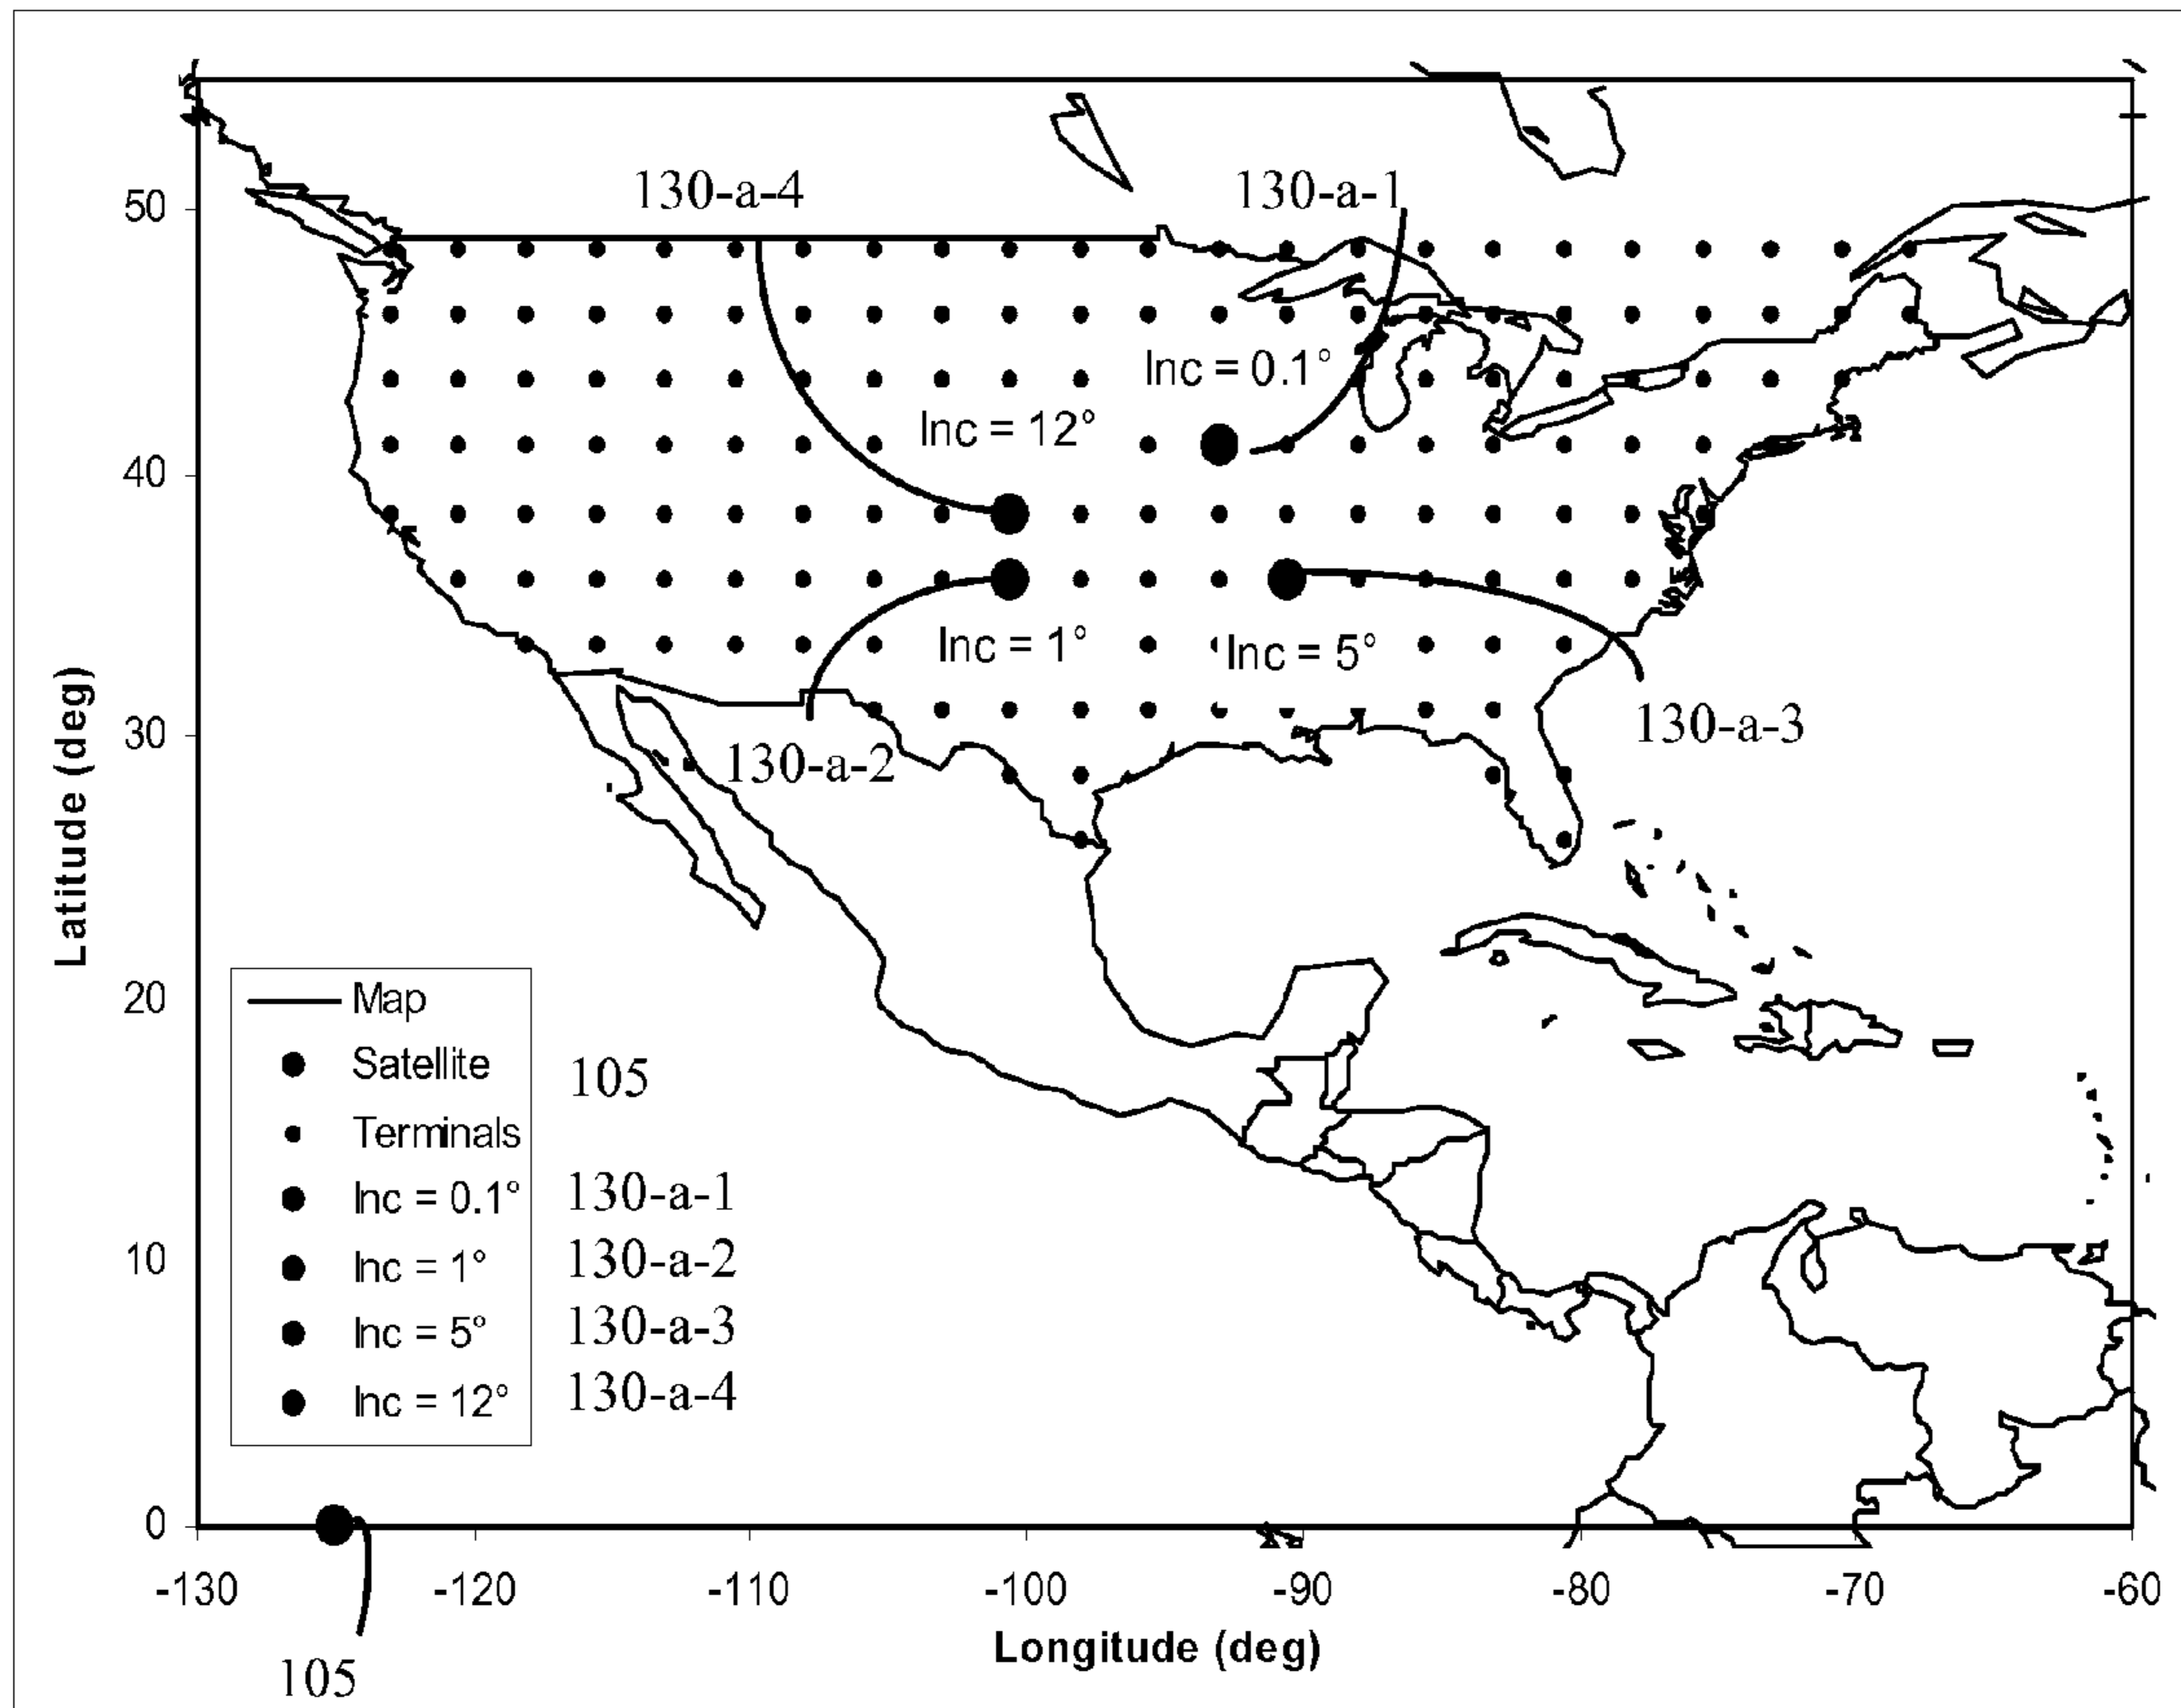 130-a-4
130-a-1
50
Inc = 0.1°
Inc = 12°
40
Inc = 1°
Inc = 5°
30
130-a-3
130-a-2
Latitude (deg)
20
Map
Satellite 105
Terminals
Inc = 0.1° 130-a-1
10
Inc = 1° 130-a-2
Inc = 5° 130-a-3
Inc = 12° 130-a-4
0
-130 -120 -110 -100 -90 -80 -70 -60
Longitude (deg)
105